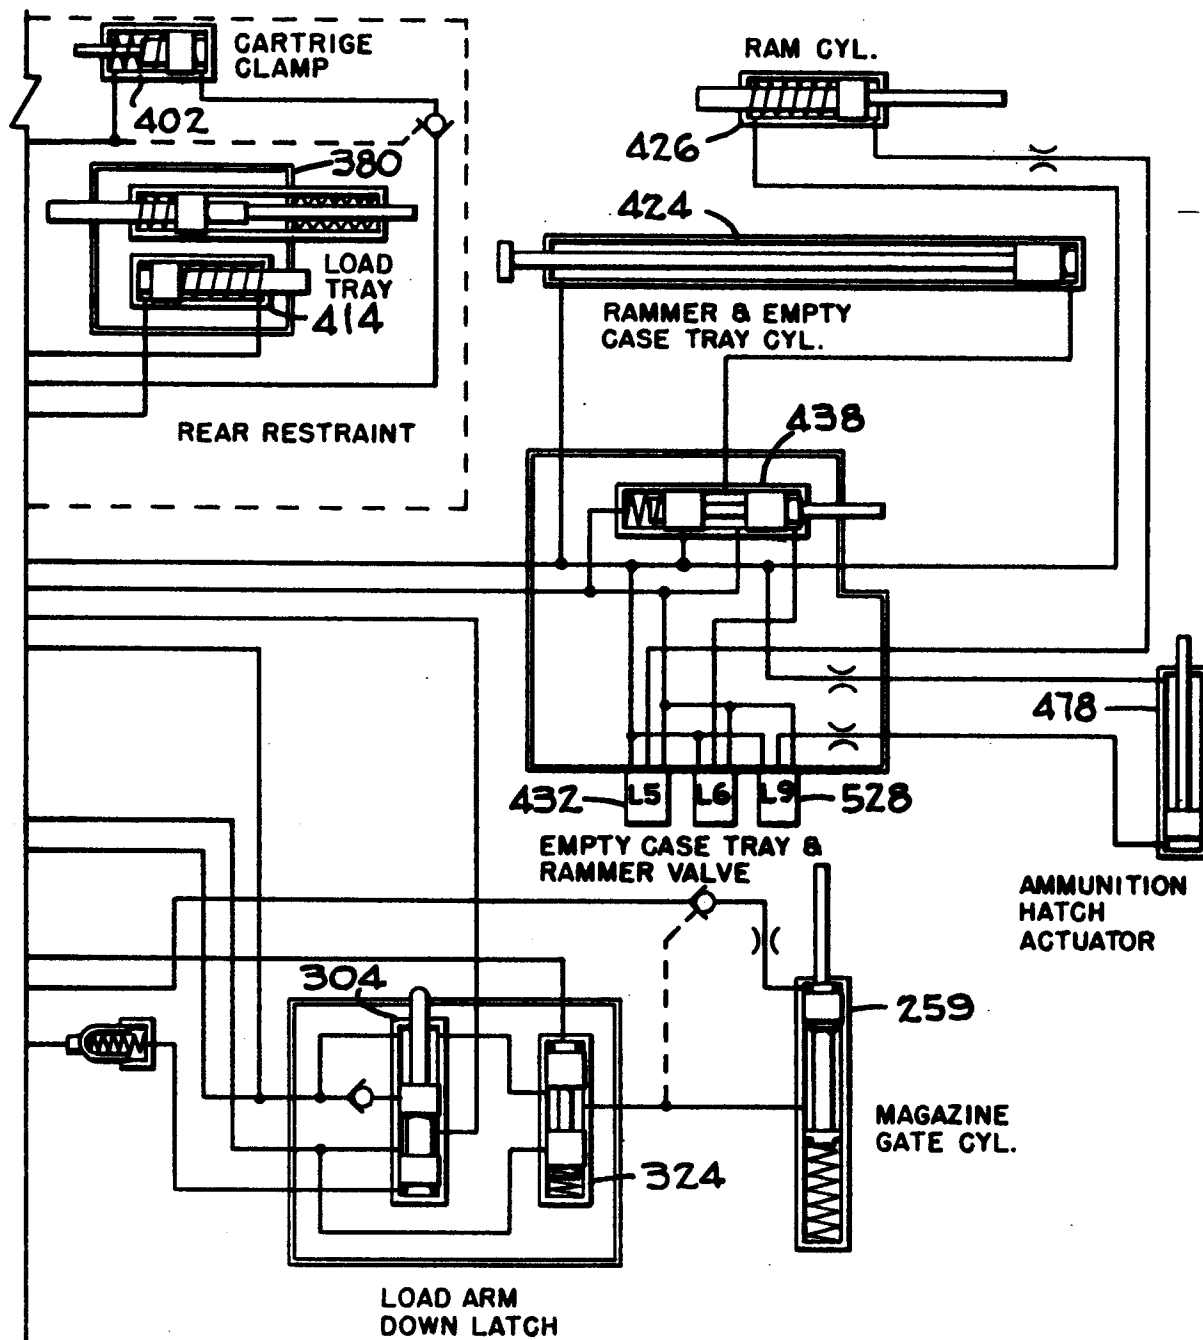 CARTRIGE
CLAMP
402
380
LOAD
TRAY
414
REAR RESTRAINT
RAM CYL.
426
424
RAMMER & EMPTY
CASE TRAY CYL.
438
478
432
L5
L6
L9
528
EMPTY CASE TRAY &
RAMMER VALVE
AMMUNITION
HATCH
ACTUATOR
304
259
MAGAZINE
GATE CYL.
324
LOAD ARM
DOWN LATCH